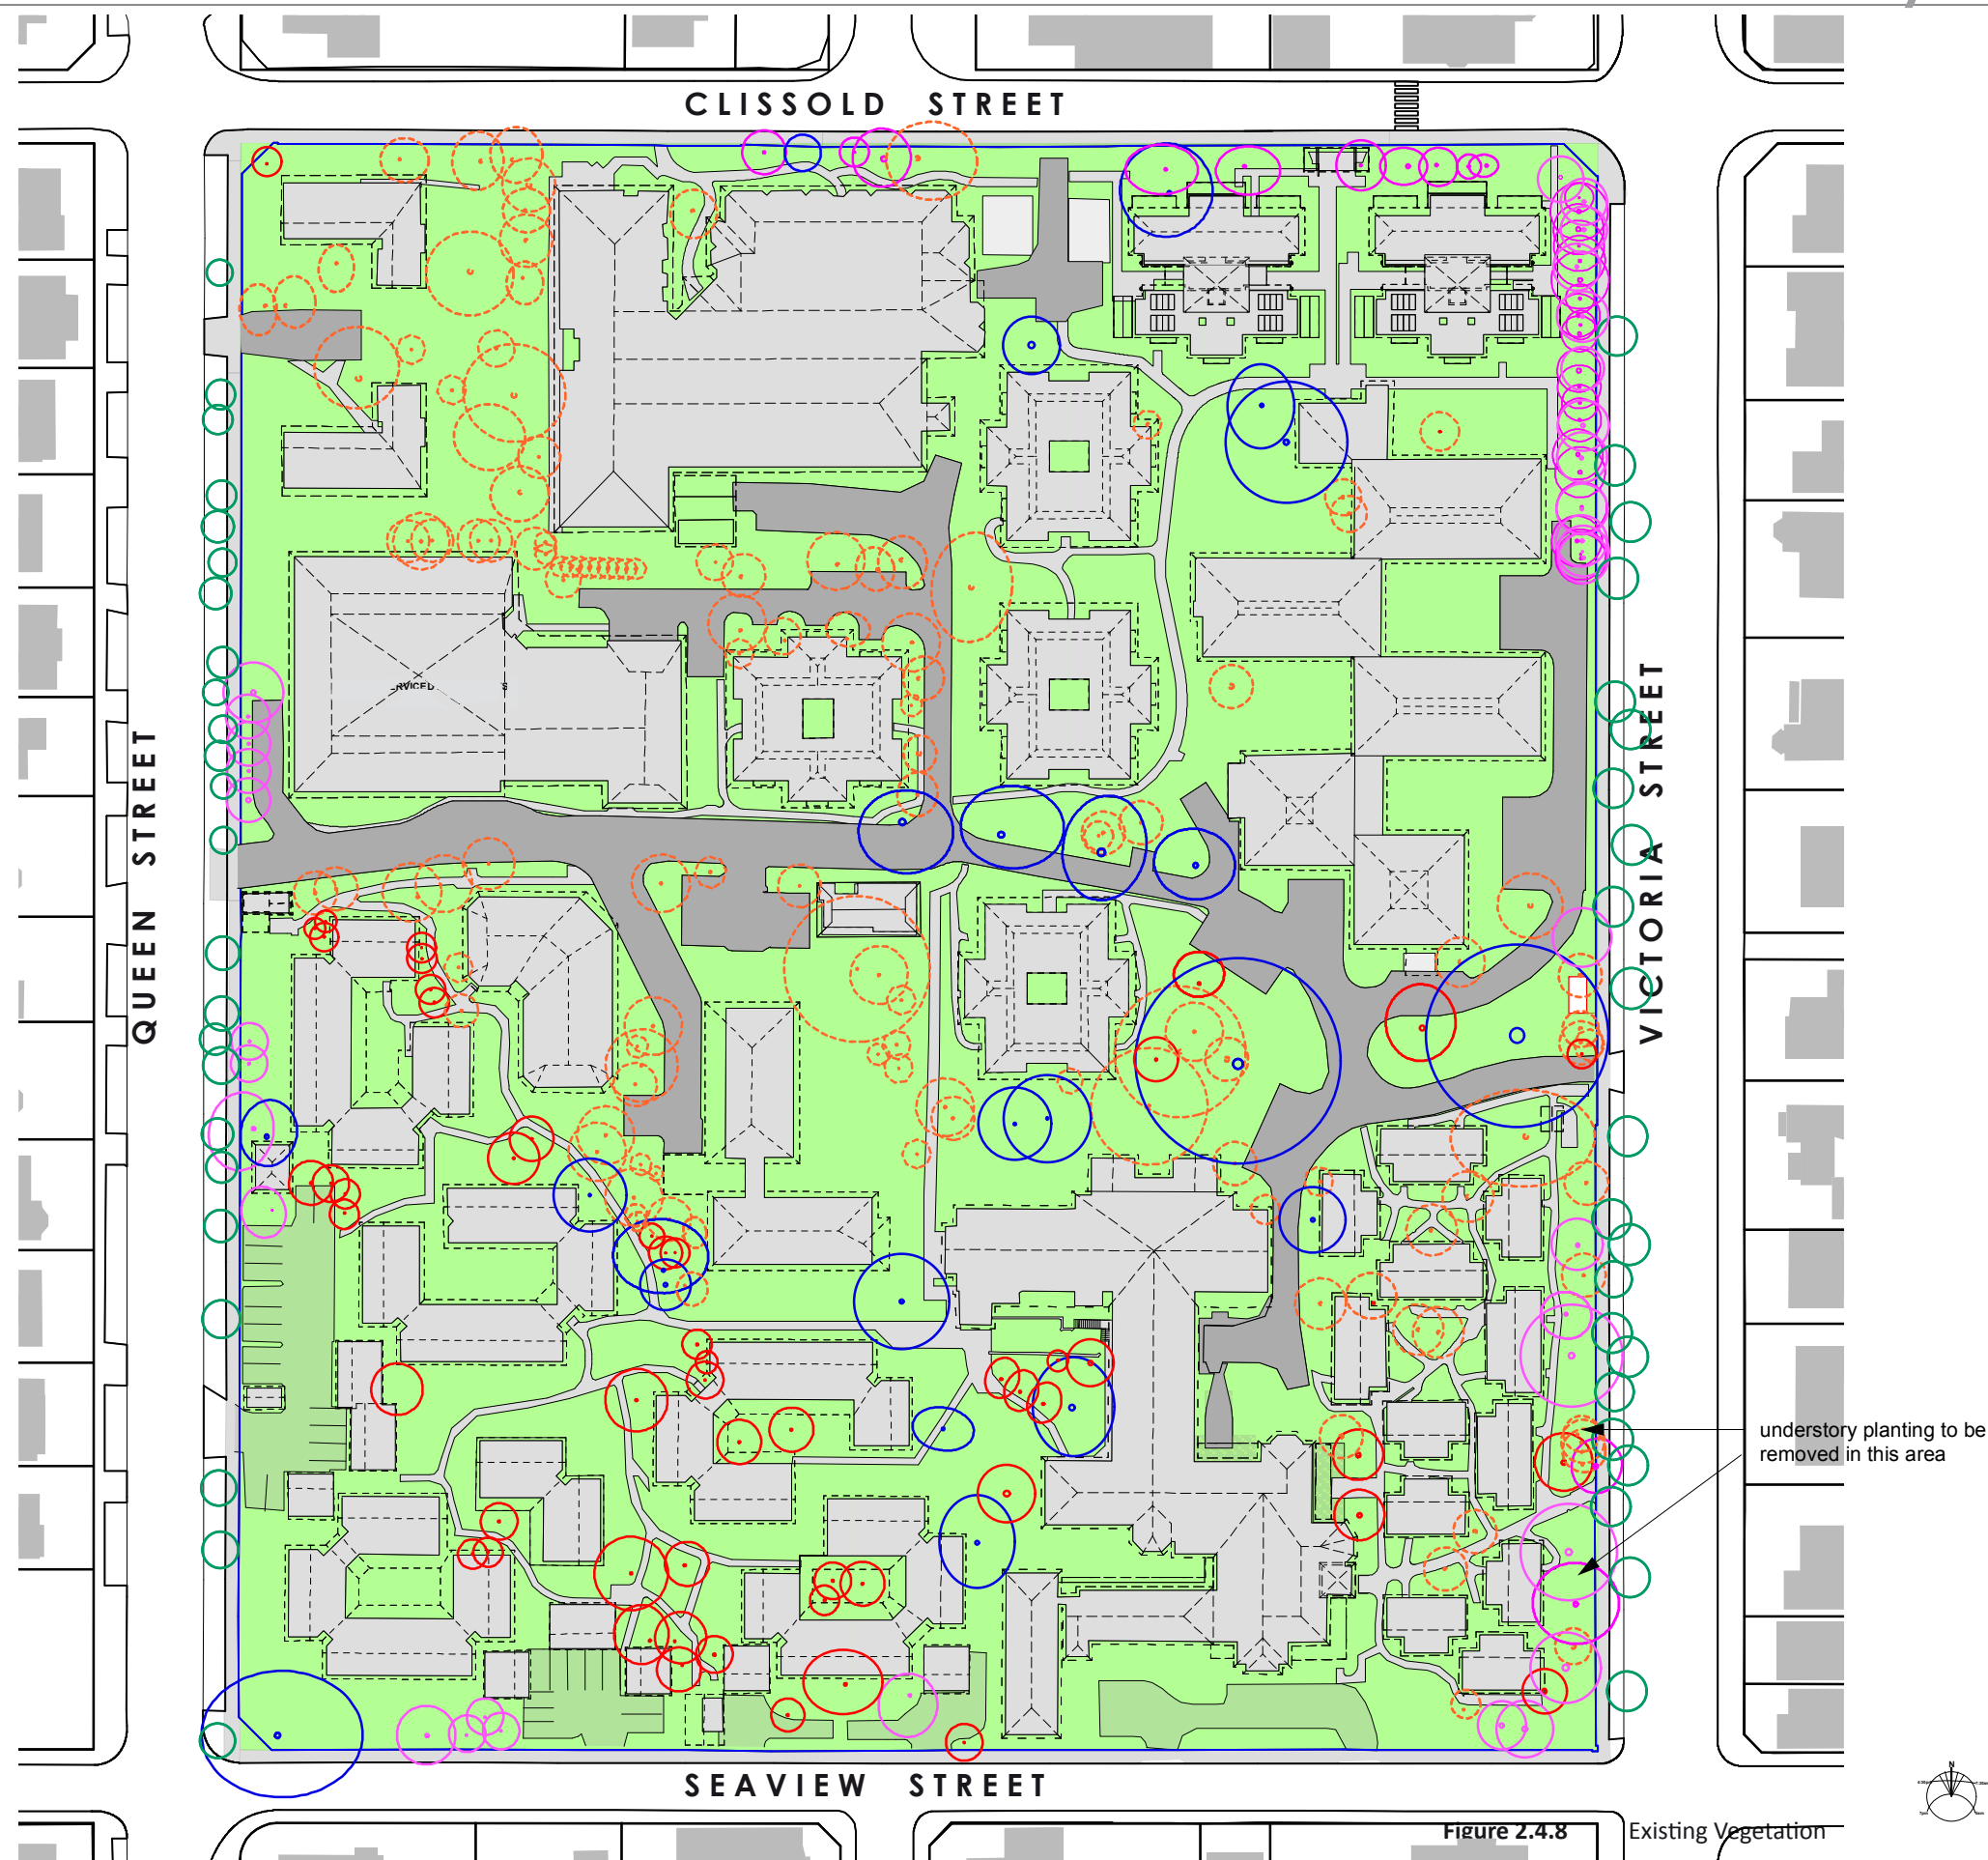 CLISSOLD STREET
QUEEN STREET
VICTORIA STREET
understory planting to be
removed in this area
SEAVIEW STREET
N
Figure 2.4.8 Existing Vegetation